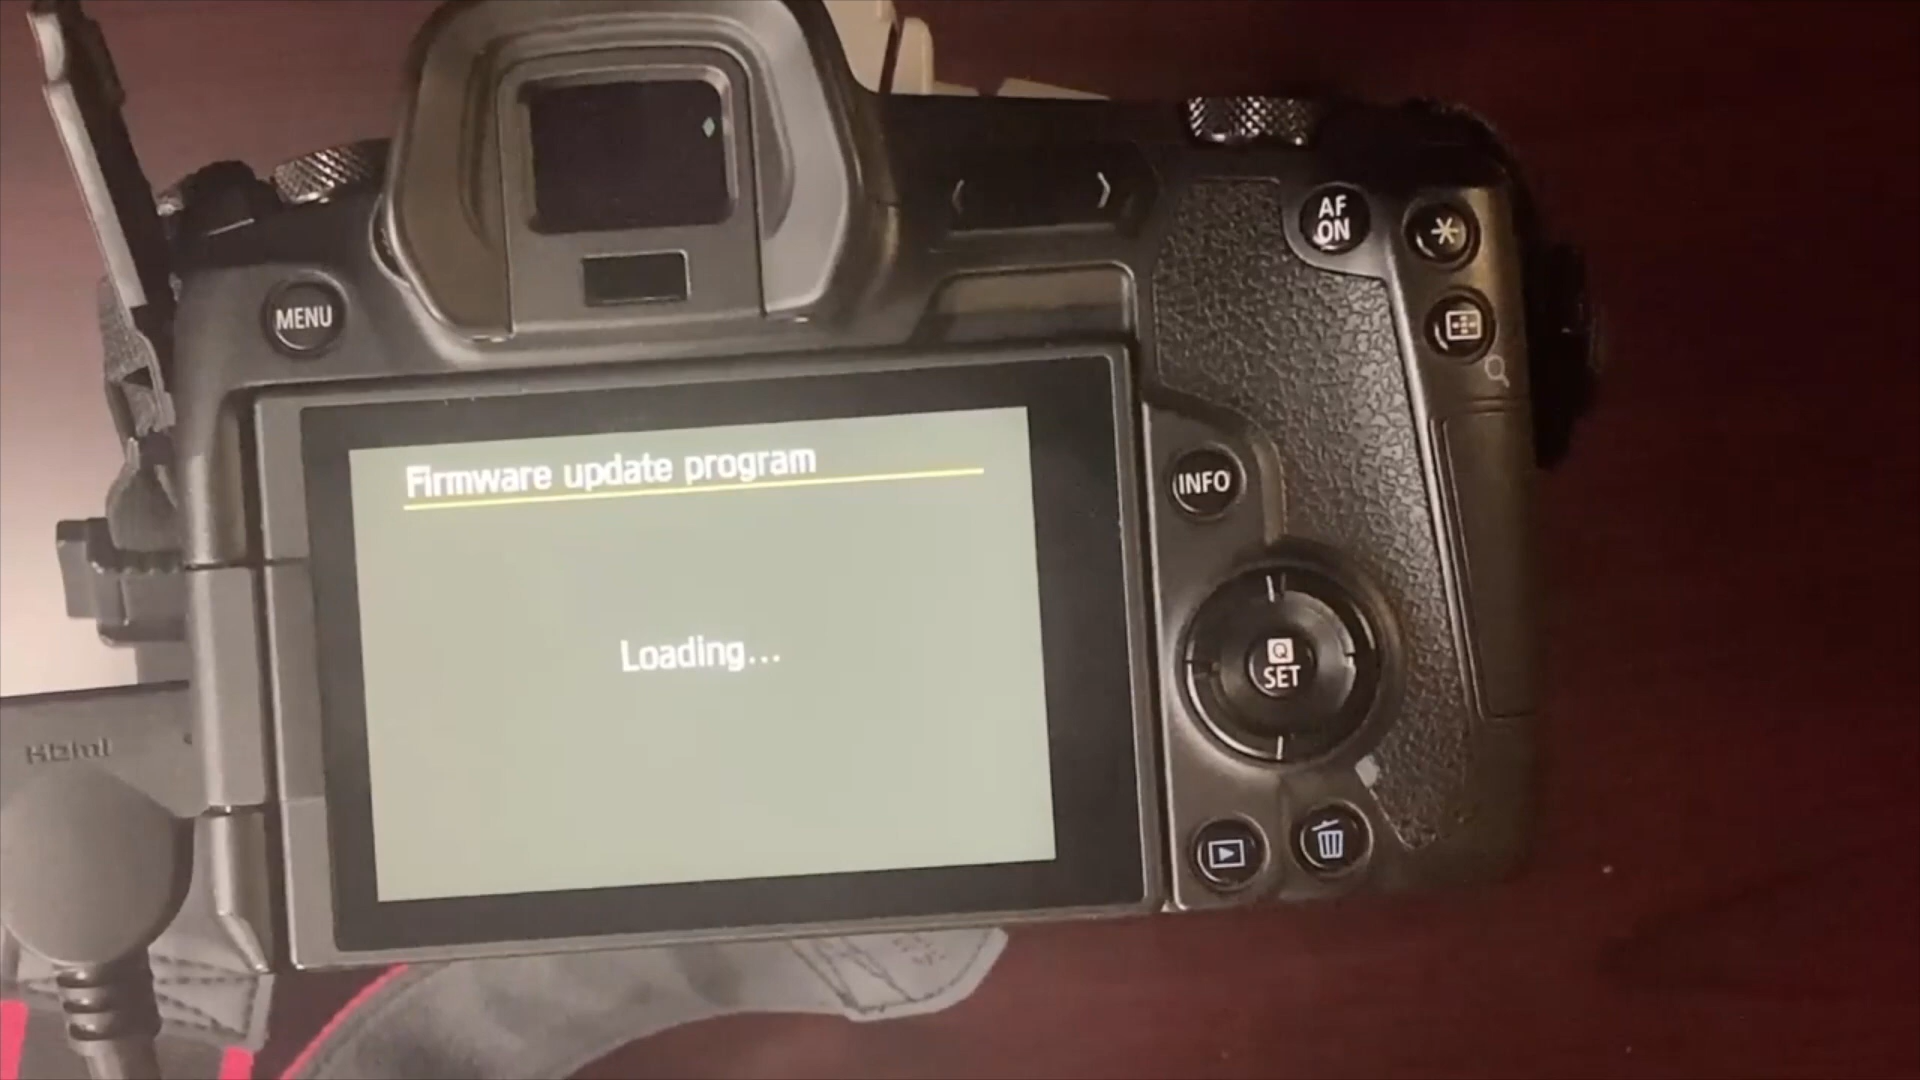 AF
ON
MENU
Firmware update program
INFO
Loading...
Q
SET
HDMI